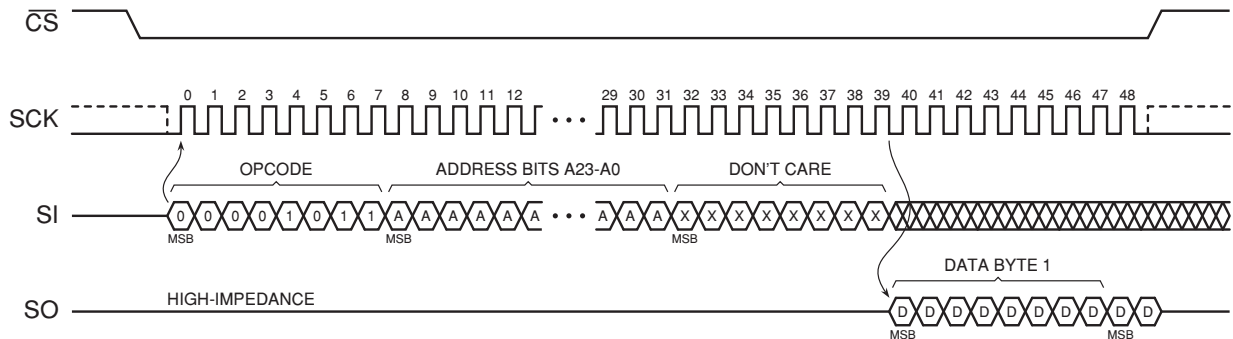 CS
SCK
0 1 2 3 4 5 6 7 8 9 10 11 12 29 30 31 32 33 34 35 36 37 38 39 40 41 42 43 44 45 46 47 48
OPCODE ADDRESS BITS A23-A0 DON'T CARE
SI 0 0 0 0 1 0 1 1 A A A A A A A A A X X X X X X X X
MSB MSB MSB
DATA BYTE 1
SO HIGH-IMPEDANCE D D D D D D D D D D
MSB MSB